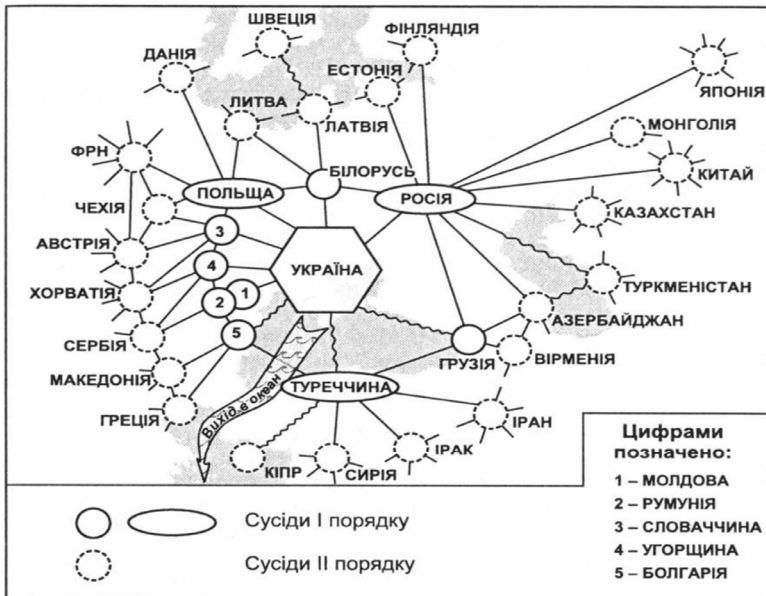 ШВЕЦІЯ
ФІНЛЯНДІЯ
ДАНІЯ
ЕСТОНІЯ
ЯПОНІЯ
ЛИТВА
ЛАТВІЯ
МОНГОЛІЯ
ФРН
БІЛОРУСЬ
КИТАЙ
ПОЛЬЩА
РОСІЯ
ЧЕХІЯ
КАЗАХСТАН
3
АВСТРІЯ
4
УКРАЇНА
ТУРКМЕНІСТАН
ХОРВАТІЯ
1
2
АЗЕРБАЙДЖАН
5
СЕРБІЯ
ГРУЗІЯ
ВІРМЕНІЯ
МАКЕДОНІЯ
ТУРЕЧЧИНА
ГРЕЦІЯ
Вихід в океан
ІРАН
ІРАК
КІПР
СИРІЯ
Цифрами
позначено:
1 – МОЛДОВА
2 – РУМУНІЯ
3 – СЛОВАЧЧИНА
4 – УГОРЩИНА
5 – БОЛГАРІЯ
Сусіди І порядку
Сусіди ІІ порядку